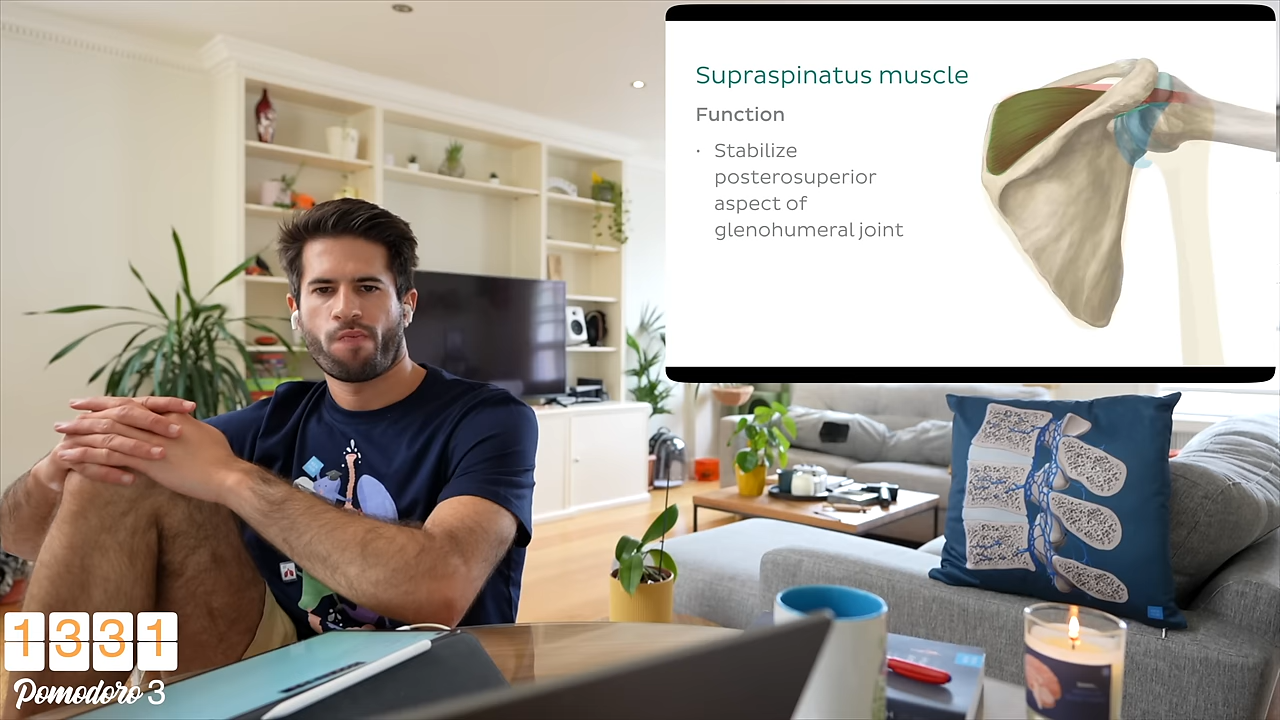 Supraspinatus muscle
Function
• Stabilize
posterosuperior
aspect of
glenohumeral joint
1331
Pomodoro 3